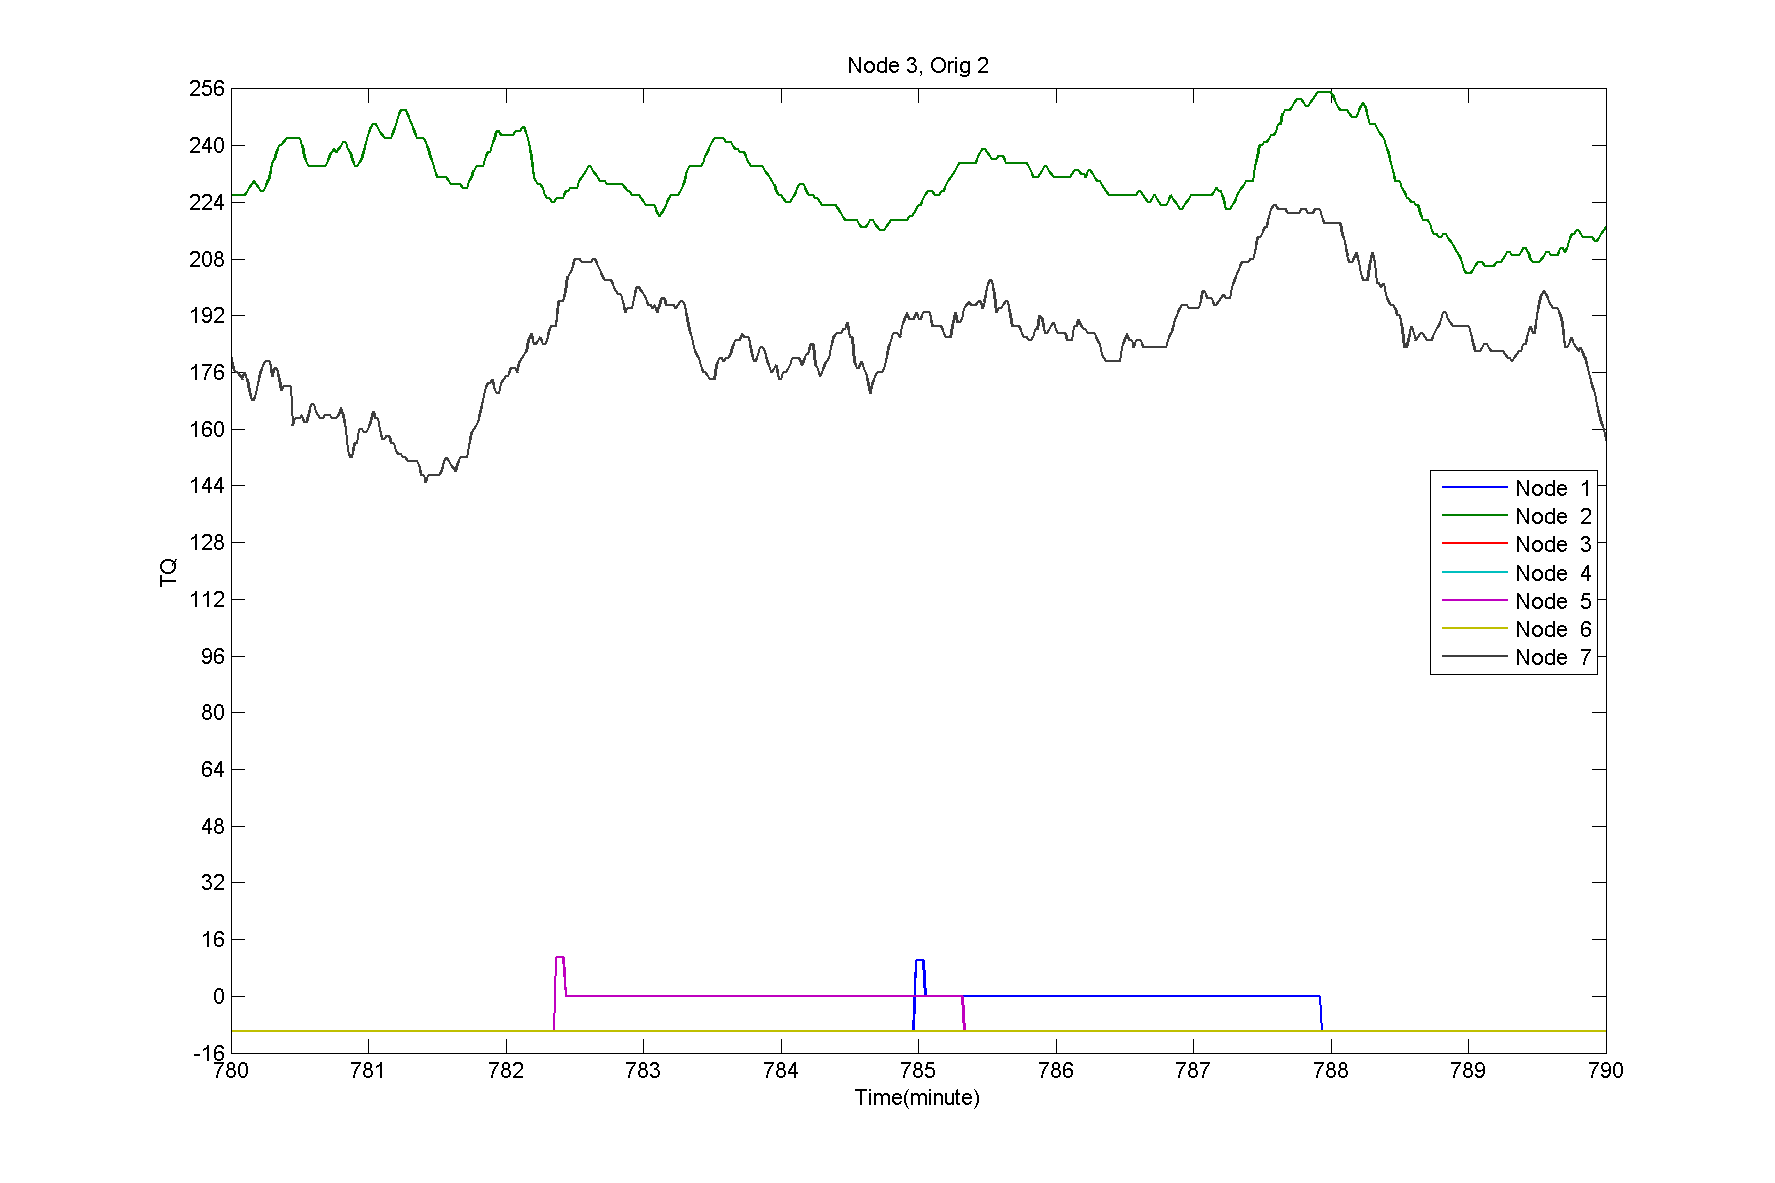 Node 3, Orig 2
256
240
224
208
192
176
160
144
128
112
96
80
64
48
32
16
0
-16
TQ
Node 1
Node 2
Node 3
Node 4
Node 5
Node 6
Node 7
780 781 782 783 784 785 786 787 788 789 790
Time(minute)